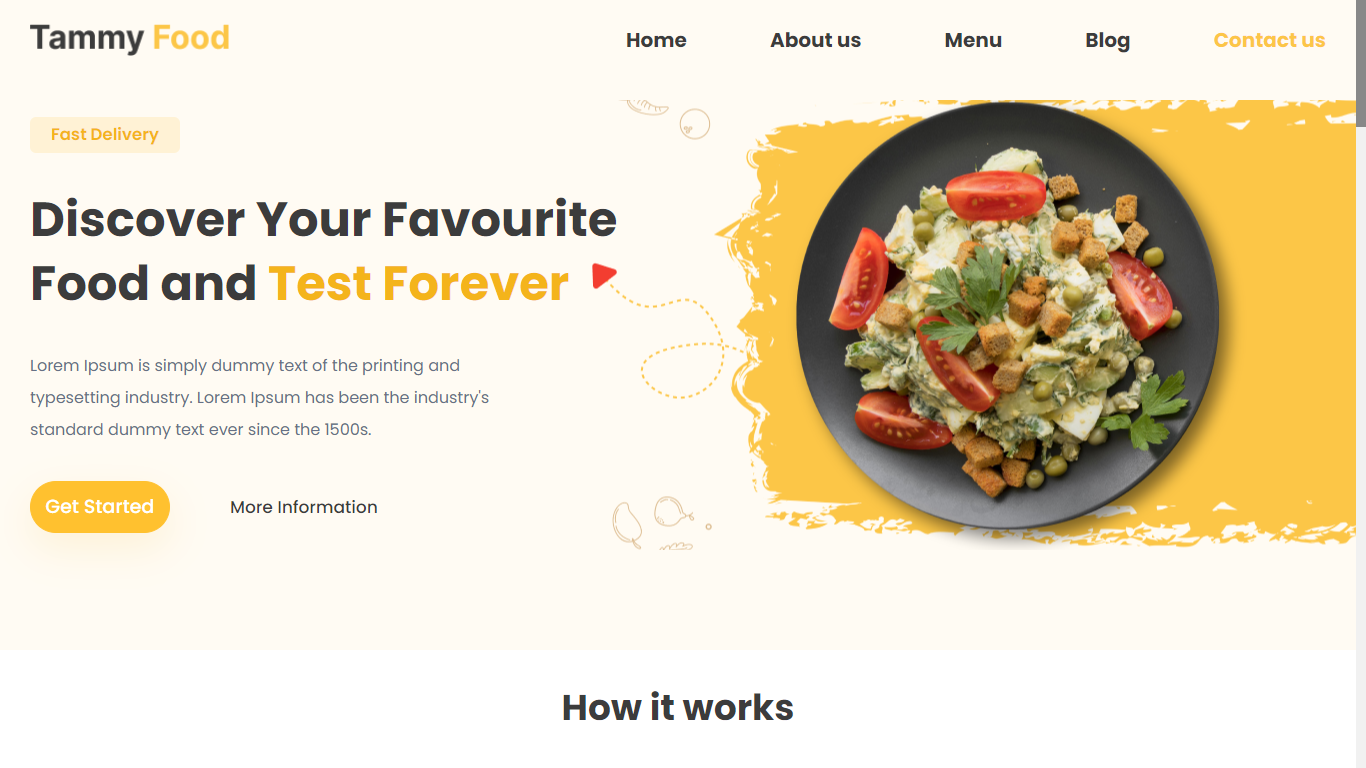 Tammy Food
Home
About us
Menu
Blog
Contact us
Fast Delivery
Discover Your Favourite
Food and Test Forever
Lorem Ipsum is simply dummy text of the printing and
typesetting industry. Lorem Ipsum has been the industry's
standard dummy text ever since the 1500s.
Get Started
More Information
How it works